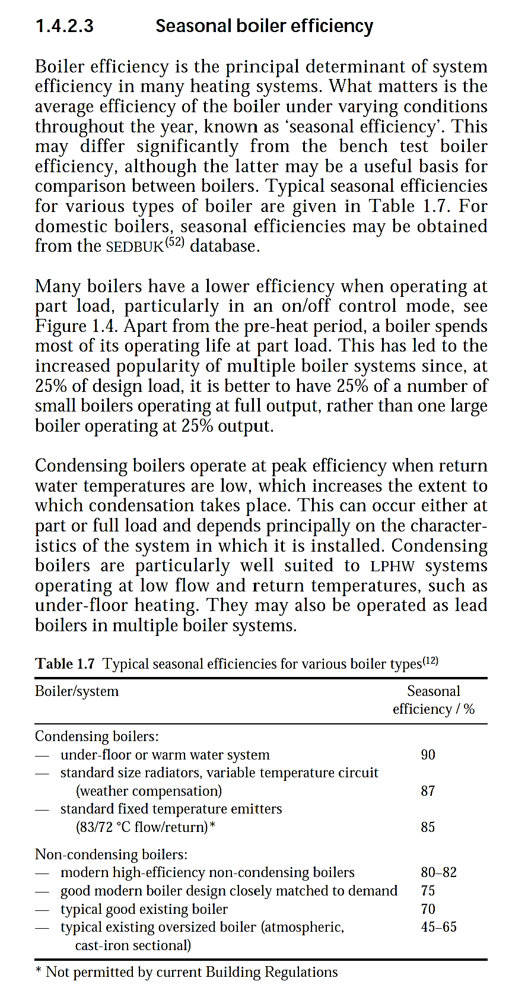 1.4.2.3 Seasonal boiler efficiency
Boiler efficiency is the principal determinant of system
efficiency in many heating systems. What matters is the
average efficiency of the boiler under varying conditions
throughout the year, known as ‘seasonal efficiency’. This
may differ significantly from the bench test boiler
efficiency, although the latter may be a useful basis for
comparison between boilers. Typical seasonal efficiencies
for various types of boiler are given in Table 1.7. For
domestic boilers, seasonal efficiencies may be obtained
from the SEDBUK(52) database.
Many boilers have a lower efficiency when operating at
part load, particularly in an on/off control mode, see
Figure 1.4. Apart from the pre-heat period, a boiler spends
most of its operating life at part load. This has led to the
increased popularity of multiple boiler systems since, at
25% of design load, it is better to have 25% of a number of
small boilers operating at full output, rather than one large
boiler operating at 25% output.
Condensing boilers operate at peak efficiency when return
water temperatures are low, which increases the extent to
which condensation takes place. This can occur either at
part or full load and depends principally on the character-
istics of the system in which it is installed. Condensing
boilers are particularly well suited to LPHW systems
operating at low flow and return temperatures, such as
under-floor heating. They may also be operated as lead
boilers in multiple boiler systems.
Table 1.7 Typical seasonal efficiencies for various boiler types(12)
Boiler/system Seasonal
efficiency / %
Condensing boilers:
— under-floor or warm water system 90
— standard size radiators, variable temperature circuit
(weather compensation) 87
— standard fixed temperature emitters
(83/72 °C flow/return)* 85
Non-condensing boilers:
— modern high-efficiency non-condensing boilers 80–82
— good modern boiler design closely matched to demand 75
— typical good existing boiler 70
— typical existing oversized boiler (atmospheric, 45–65
cast-iron sectional)
* Not permitted by current Building Regulations